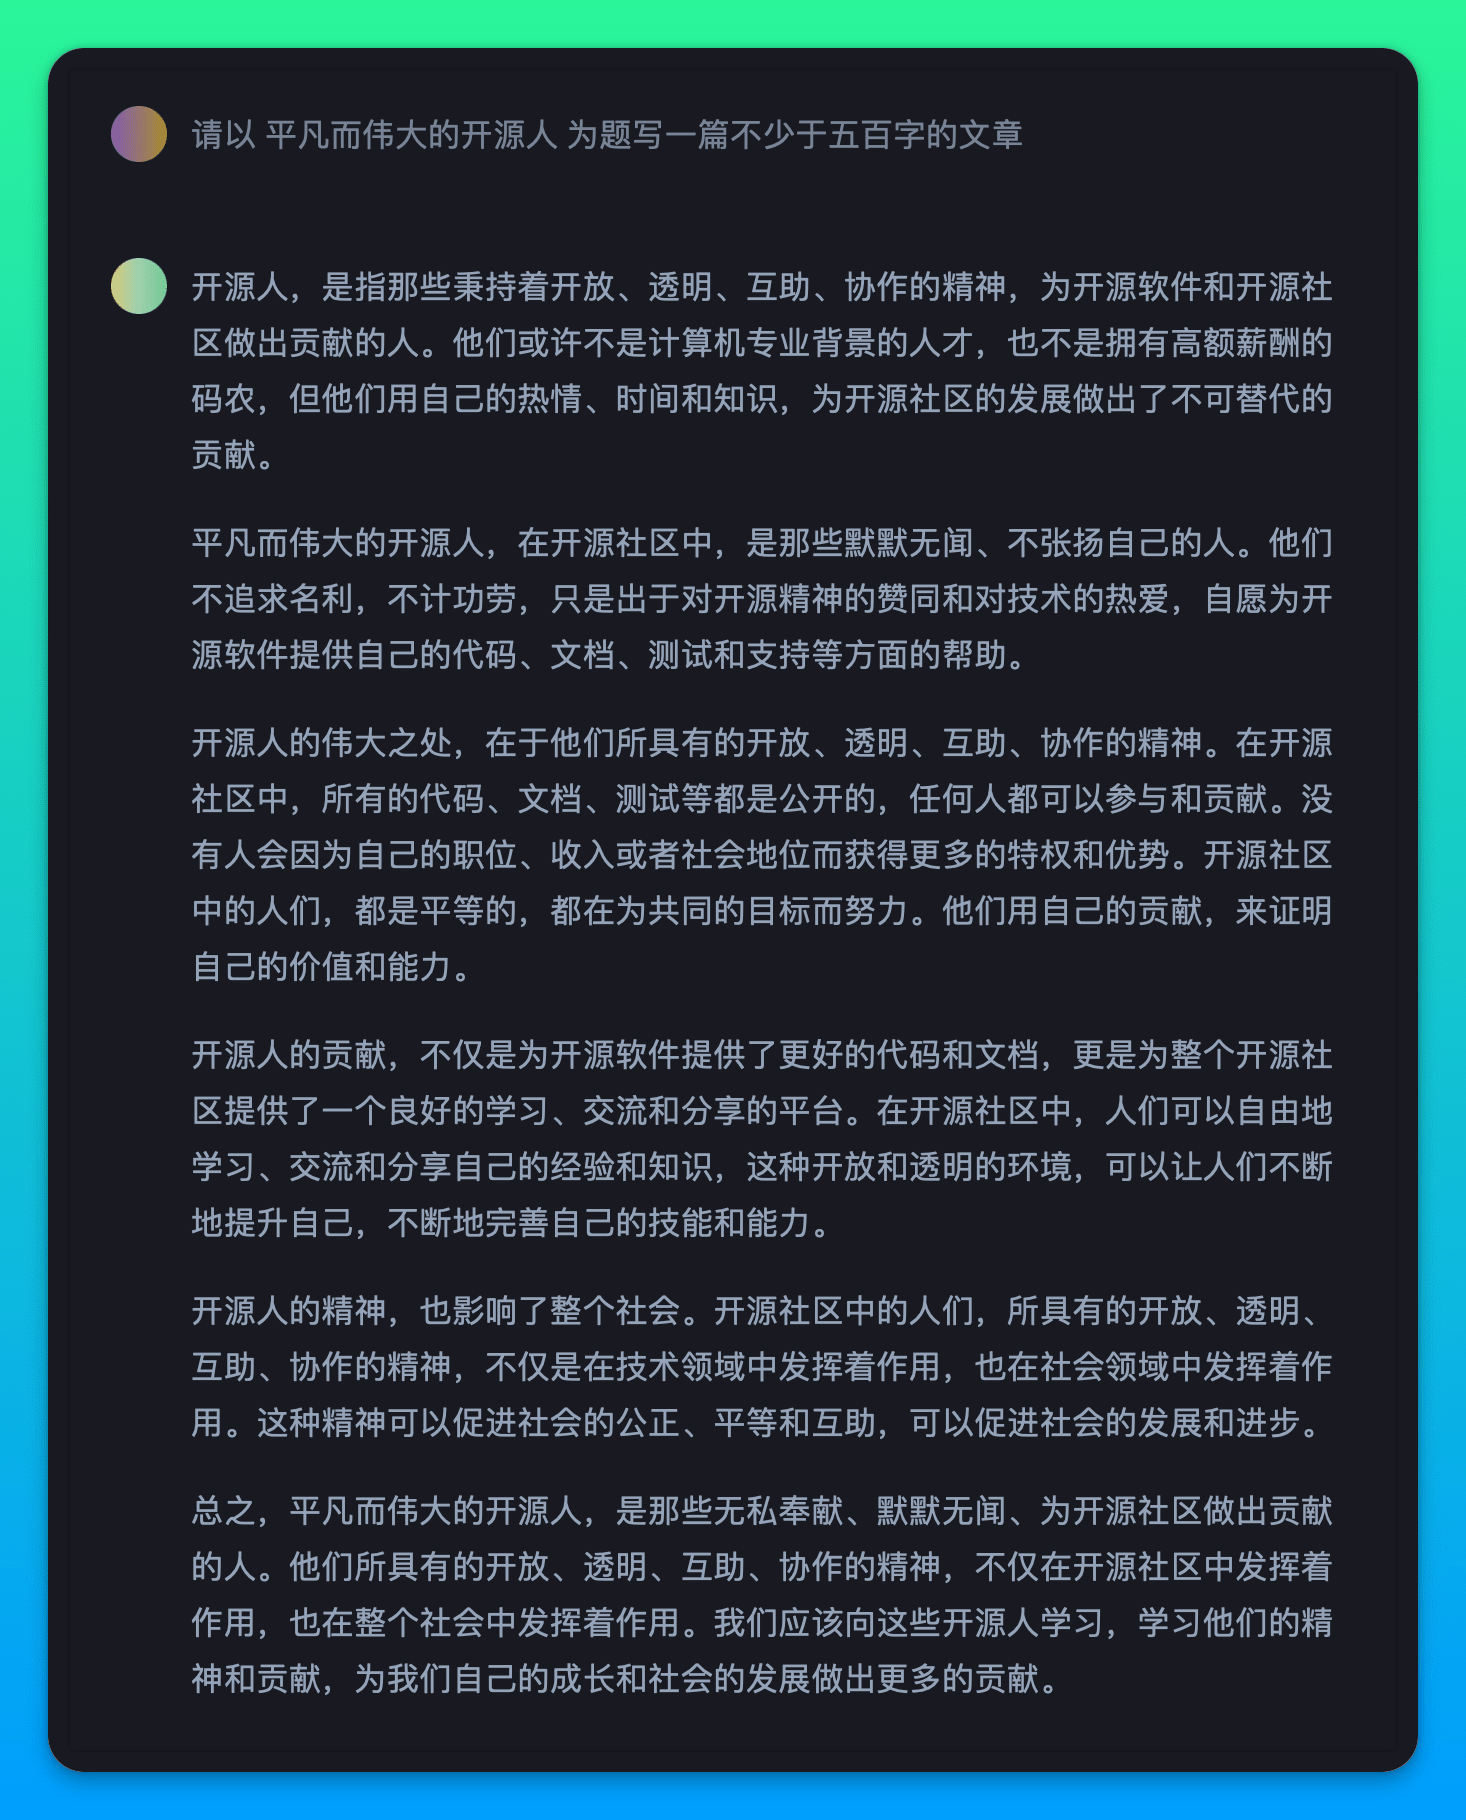 请以 平凡而伟大的开源人 为题写一篇不少于五百字的文章
开源人，是指那些秉持着开放、透明、互助、协作的精神，为开源软件和开源社
区做出贡献的人。他们或许不是计算机专业背景的人才，也不是拥有高额薪酬的
码农，但他们用自己的热情、时间和知识，为开源社区的发展做出了不可替代的
贡献。
平凡而伟大的开源人，在开源社区中，是那些默默无闻、不张扬自己的人。他们
不追求名利，不计功劳，只是出于对开源精神的赞同和对技术的热爱，自愿为开
源软件提供自己的代码、文档、测试和支持等方面的帮助。
开源人的伟大之处，在于他们所具有的开放、透明、互助、协作的精神。在开源
社区中，所有的代码、文档、测试等都是公开的，任何人都可以参与和贡献。没
有人会因为自己的职位、收入或者社会地位而获得更多的特权和优势。开源社区
中的人们，都是平等的，都在为共同的目标而努力。他们用自己的贡献，来证明
自己的价值和能力。
开源人的贡献，不仅是为开源软件提供了更好的代码和文档，更是为整个开源社
区提供了一个良好的学习、交流和分享的平台。在开源社区中，人们可以自由地
学习、交流和分享自己的经验和知识，这种开放和透明的环境，可以让人们不断
地提升自己，不断地完善自己的技能和能力。
开源人的精神，也影响了整个社会。开源社区中的人们，所具有的开放、透明、
互助、协作的精神，不仅是在技术领域中发挥着作用，也在社会领域中发挥着作
用。这种精神可以促进社会的公正、平等和互助，可以促进社会的发展和进步。
总之，平凡而伟大的开源人，是那些无私奉献、默默无闻、为开源社区做出贡献
的人。他们所具有的开放、透明、互助、协作的精神，不仅在开源社区中发挥着
作用，也在整个社会中发挥着作用。我们应该向这些开源人学习，学习他们的精
神和贡献，为我们自己的成长和社会的发展做出更多的贡献。